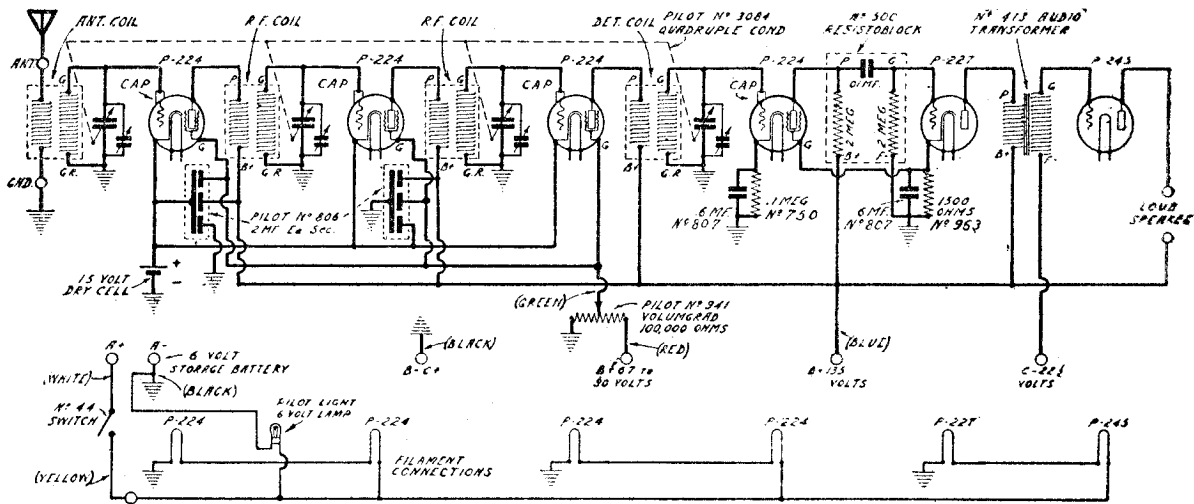 ANT. COIL
R.F. COIL
R.F. COIL
DET. COIL
PILOT Nº 3084
QUADRUPLE COND
Nº 50C
RESISTOBLOCK
Nº 413 AUDIO
TRANSFORMER
ANT.
P-224
P-224
P-224
P-224
P-227
P-245
CAP
CAP
CAP
CAP
P
G
P
G
P
G
P
G
P
G
G
G
G
G
G
.01MF.
2 MEG
2 MEG
B+
F-
G.R.
B+
G.R.
B+
G.R.
B+
G.R.
B+
GND.
PILOT Nº 806
2 MF. Ea Sec.
6 MF.
Nº 807
.1 MEG
Nº 750
6 MF.
Nº 807
1500
OHMS
Nº 963
LOUD
SPEAKER
+
-
1.5 VOLT
DRY CELL
(GREEN)
PILOT Nº 941
VOLUMGRAD
100,000 OHMS
A+
A-
6 VOLT
STORAGE BATTERY
(WHITE)
(BLACK)
(BLACK)
B-C+
(RED)
B+67 to
90 VOLTS
(BLUE)
B+135
VOLTS
C-22½
VOLTS
Nº 44
SWITCH
PILOT LIGHT
6 VOLT LAMP
P-224
P-224
P-224
P-224
P-227
P-245
(YELLOW)
FILAMENT
CONNECTIONS